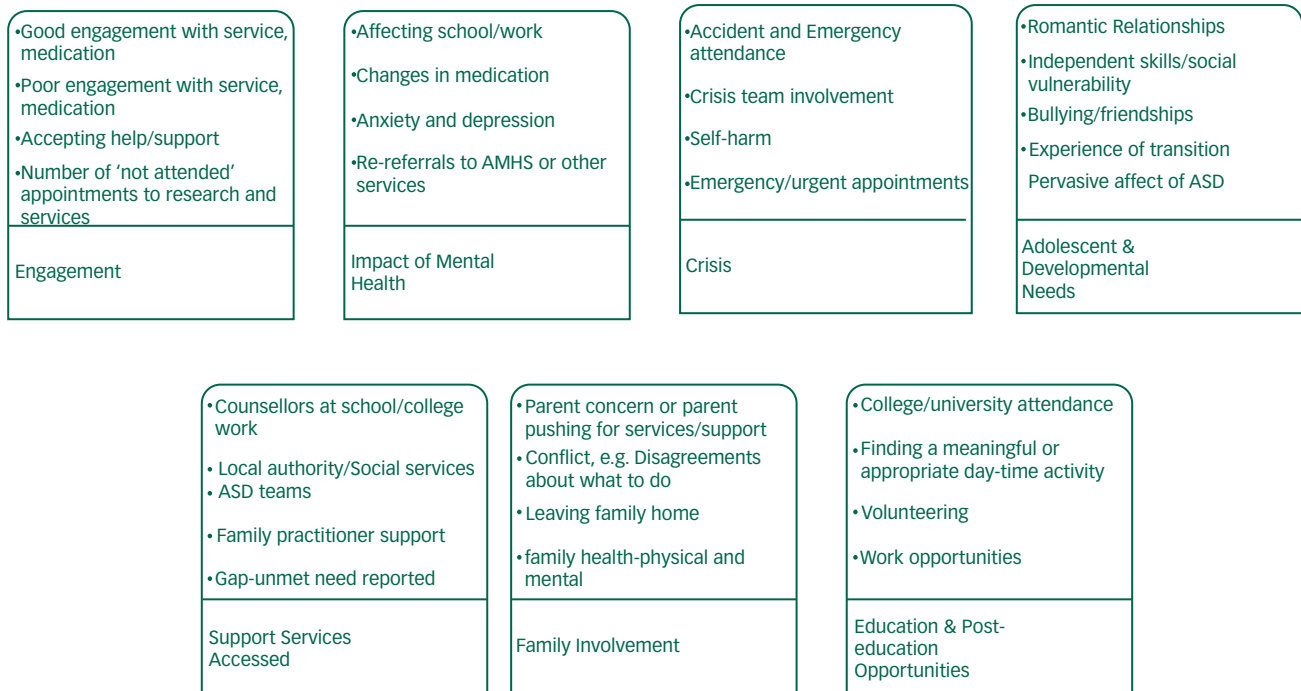 •Good engagement with service,
medication
•Poor engagement with service,
medication
•Accepting help/support
•Number of ‘not attended’
appointments to research and
services
Engagement
•Affecting school/work
•Changes in medication
•Anxiety and depression
•Re-referrals to AMHS or other
services
Impact of Mental
Health
•Accident and Emergency
attendance
•Crisis team involvement
•Self-harm
•Emergency/urgent appointments
Crisis
•Romantic Relationships
•Independent skills/social
vulnerability
•Bullying/friendships
•Experience of transition
Pervasive affect of ASD
Adolescent &
Developmental
Needs
•Counsellors at school/college
work
•Local authority/Social services
•ASD teams
•Family practitioner support
•Gap-unmet need reported
Support Services
Accessed
•Parent concern or parent
pushing for services/support
•Conflict, e.g. Disagreements
about what to do
•Leaving family home
•family health-physical and
mental
Family Involvement
•College/university attendance
•Finding a meaningful or
appropriate day-time activity
•Volunteering
•Work opportunities
Education & Post-
education
Opportunities